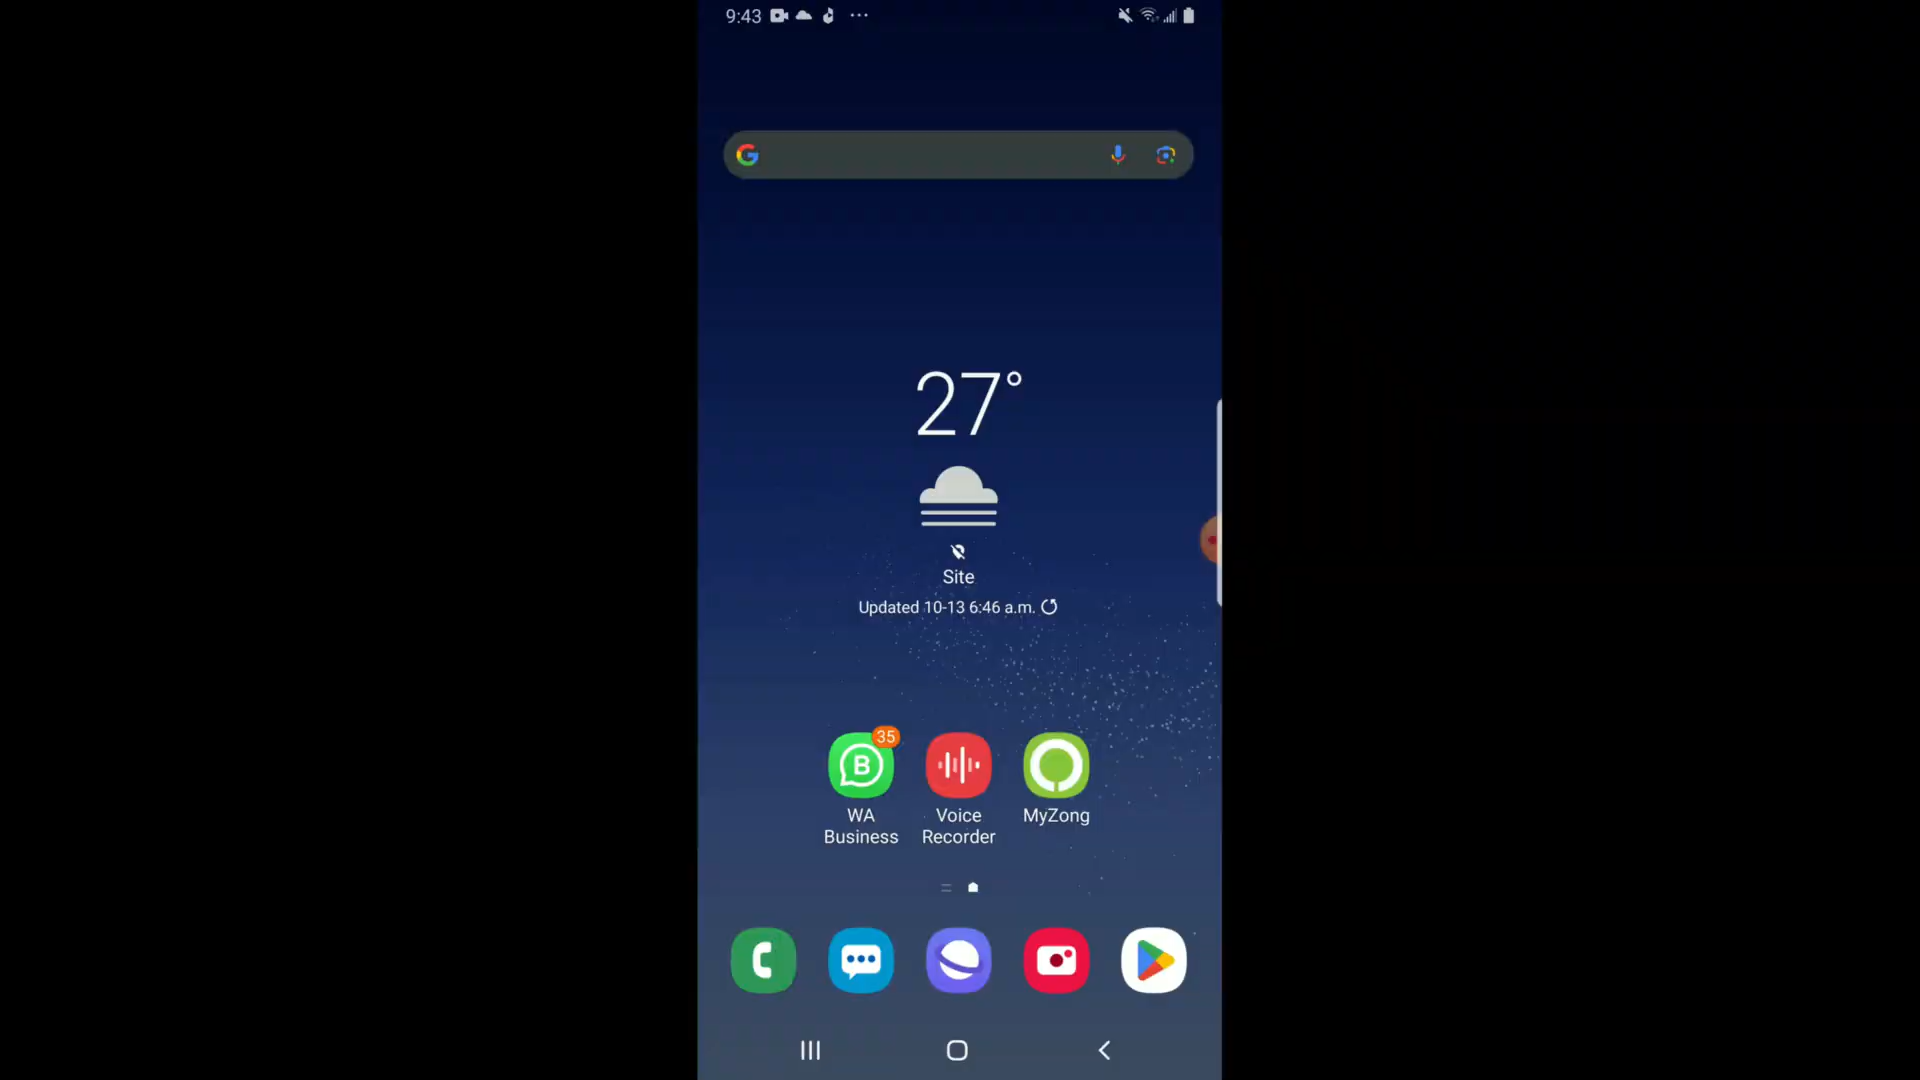 9:43
27°
Site
Updated 10-13 6:46 a.m.
35
B
WA Business
Voice Recorder
MyZong